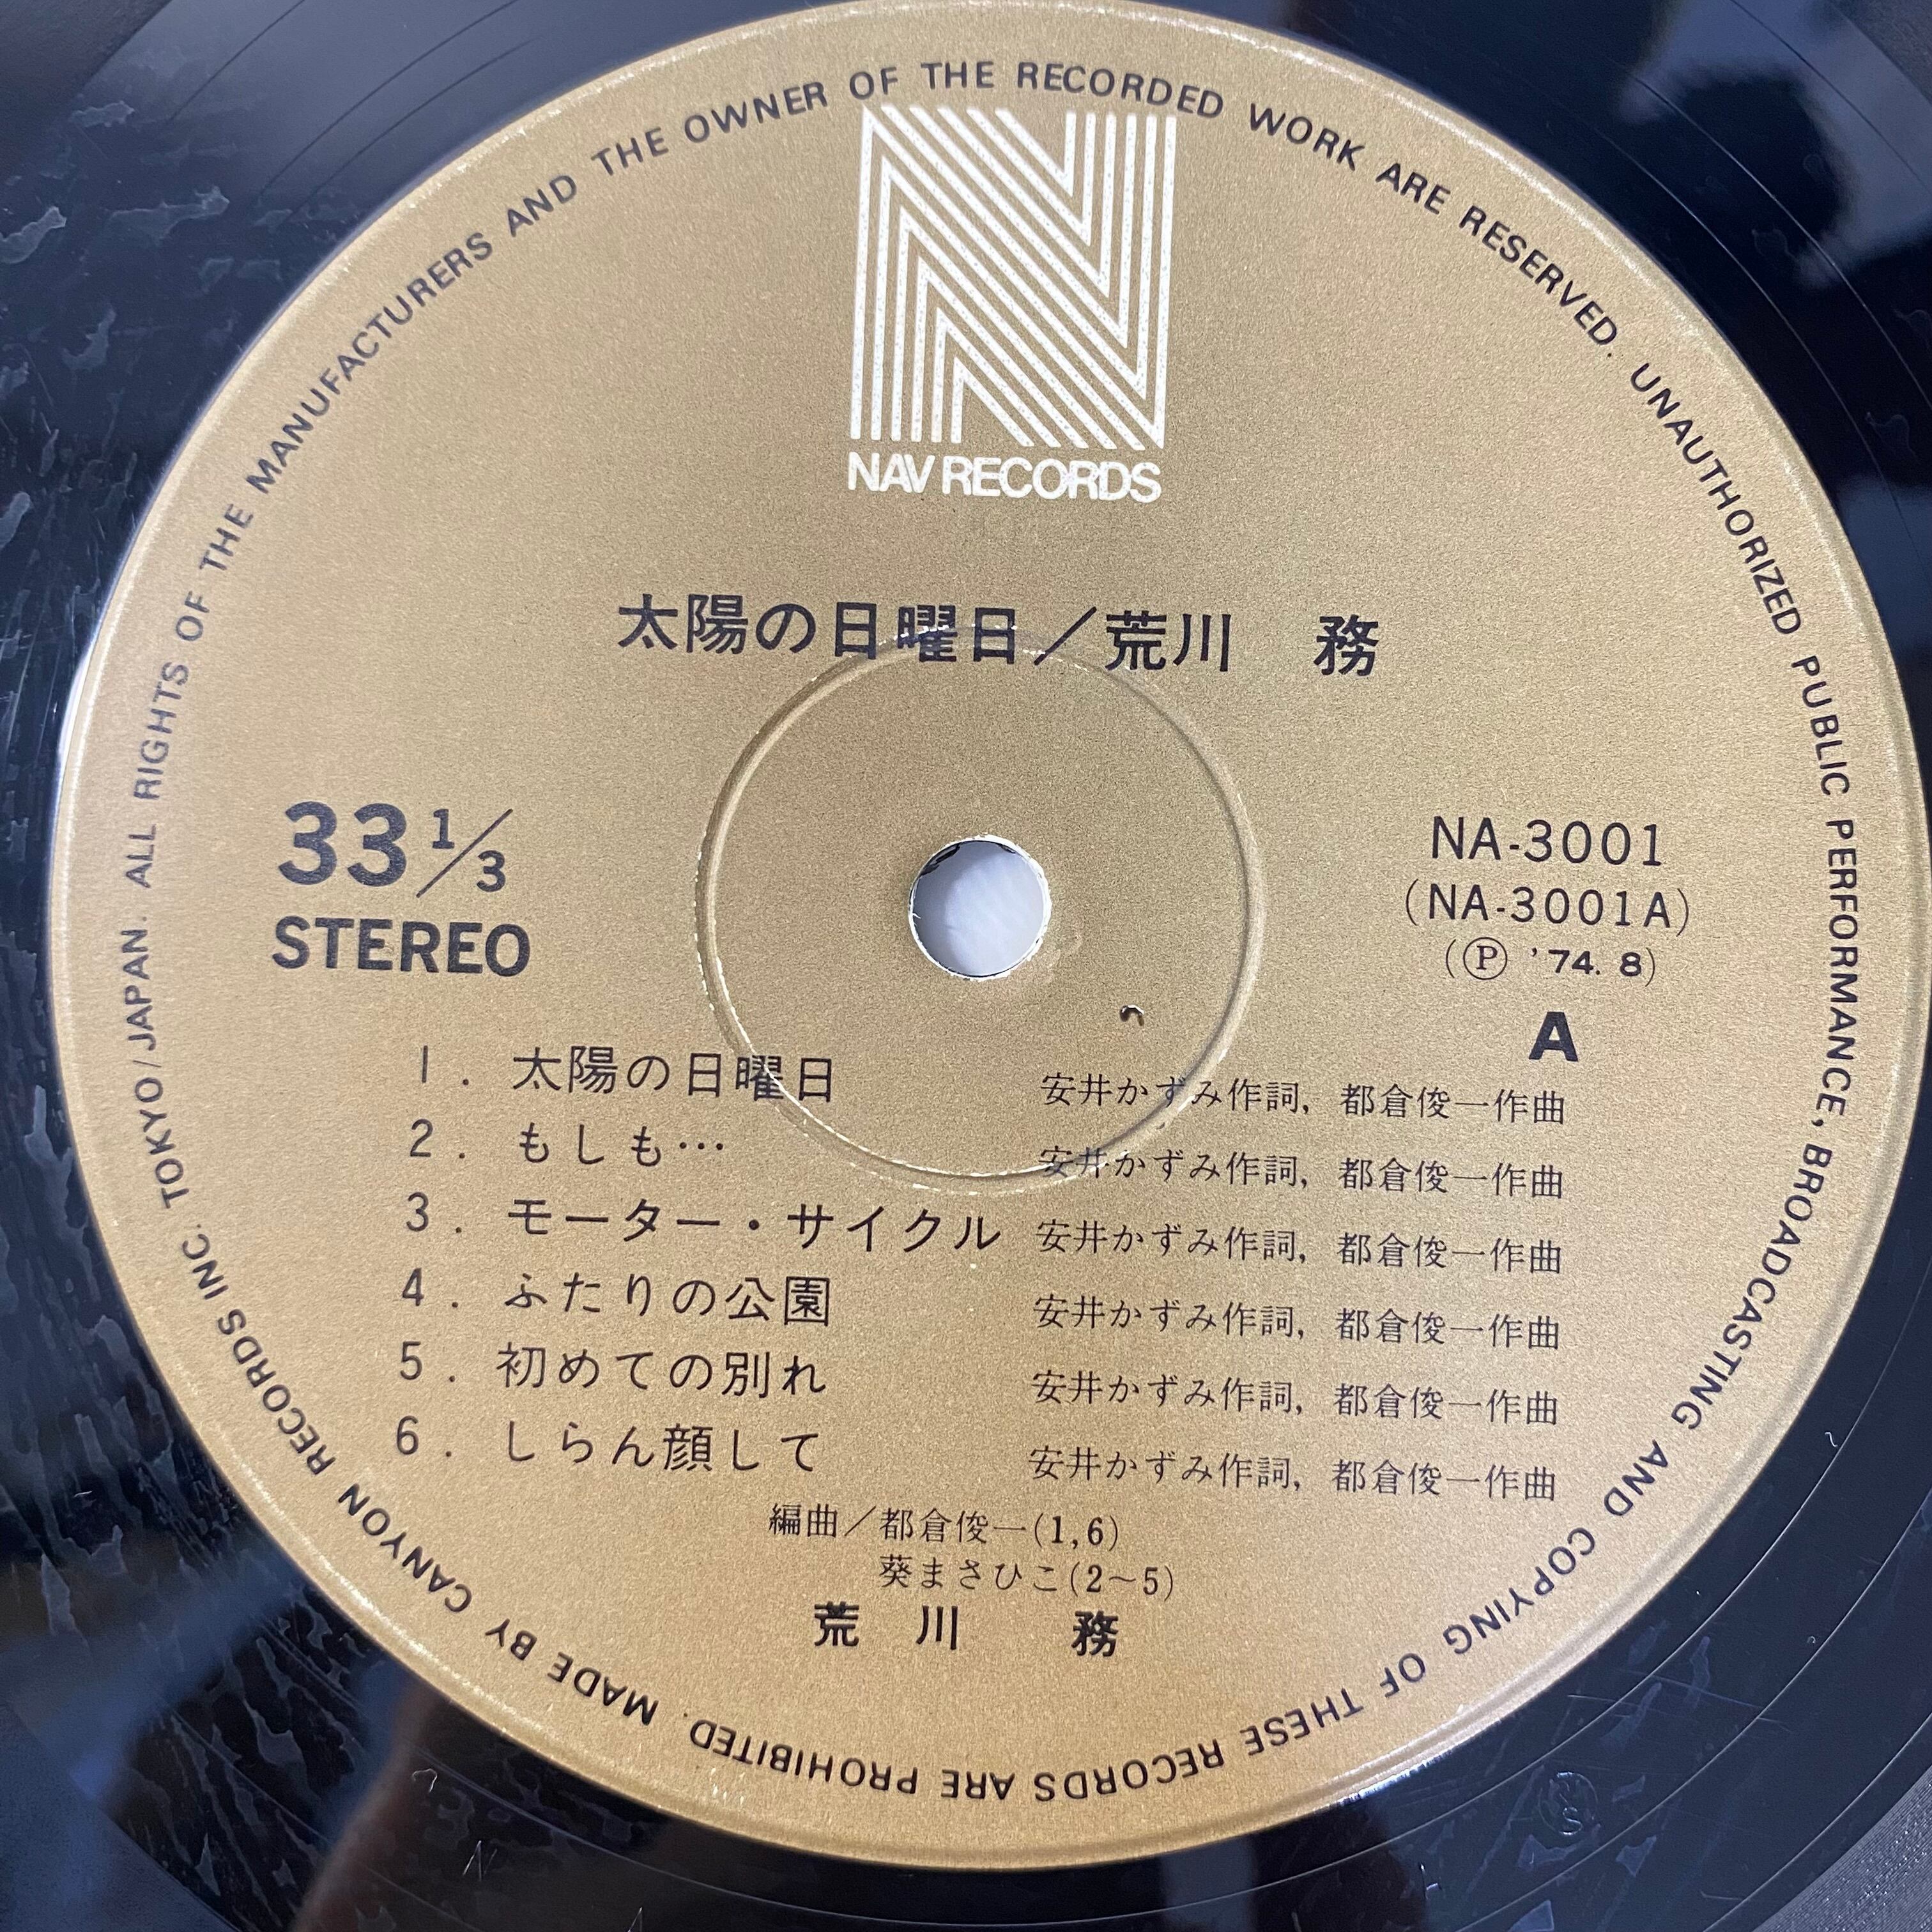 NAV RECORDS
太陽の日曜日／荒川　務
33 1/3
STEREO
NA-3001
(NA-3001A)
(Ⓟ '74. 8)
A
1. 太陽の日曜日　安井かずみ作詞, 都倉俊一作曲
2. もしも…　安井かずみ作詞, 都倉俊一作曲
3. モーター・サイクル　安井かずみ作詞, 都倉俊一作曲
4. ふたりの公園　安井かずみ作詞, 都倉俊一作曲
5. 初めての別れ　安井かずみ作詞, 都倉俊一作曲
6. しらん顔して　安井かずみ作詞, 都倉俊一作曲
編曲／都倉俊一(1,6)
葵まさひこ(2～5)
荒川　務
ALL RIGHTS OF THE MANUFACTURERS AND THE OWNER OF THE RECORDED WORK ARE RESERVED. UNAUTHORIZED PUBLIC PERFORMANCE, BROADCASTING AND COPYING OF THESE RECORDS ARE PROHIBITED. MADE BY CANYON RECORDS INC. TOKYO/JAPAN.